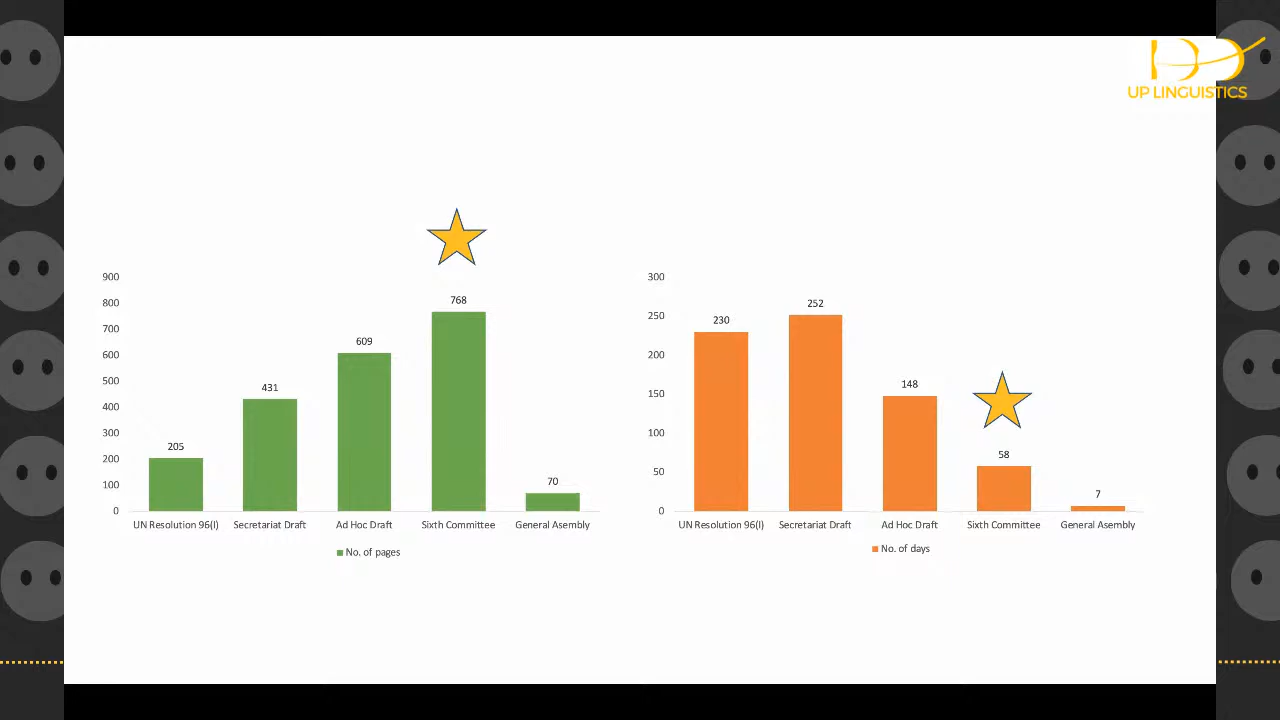 UP LINGUISTICS
900
800
700
600
500
400
300
200
100
0
205
431
609
768
70
UN Resolution 96(I)
Secretariat Draft
Ad Hoc Draft
Sixth Committee
General Asembly
No. of pages
300
250
200
150
100
50
0
230
252
148
58
7
UN Resolution 96(I)
Secretariat Draft
Ad Hoc Draft
Sixth Committee
General Asembly
No. of days